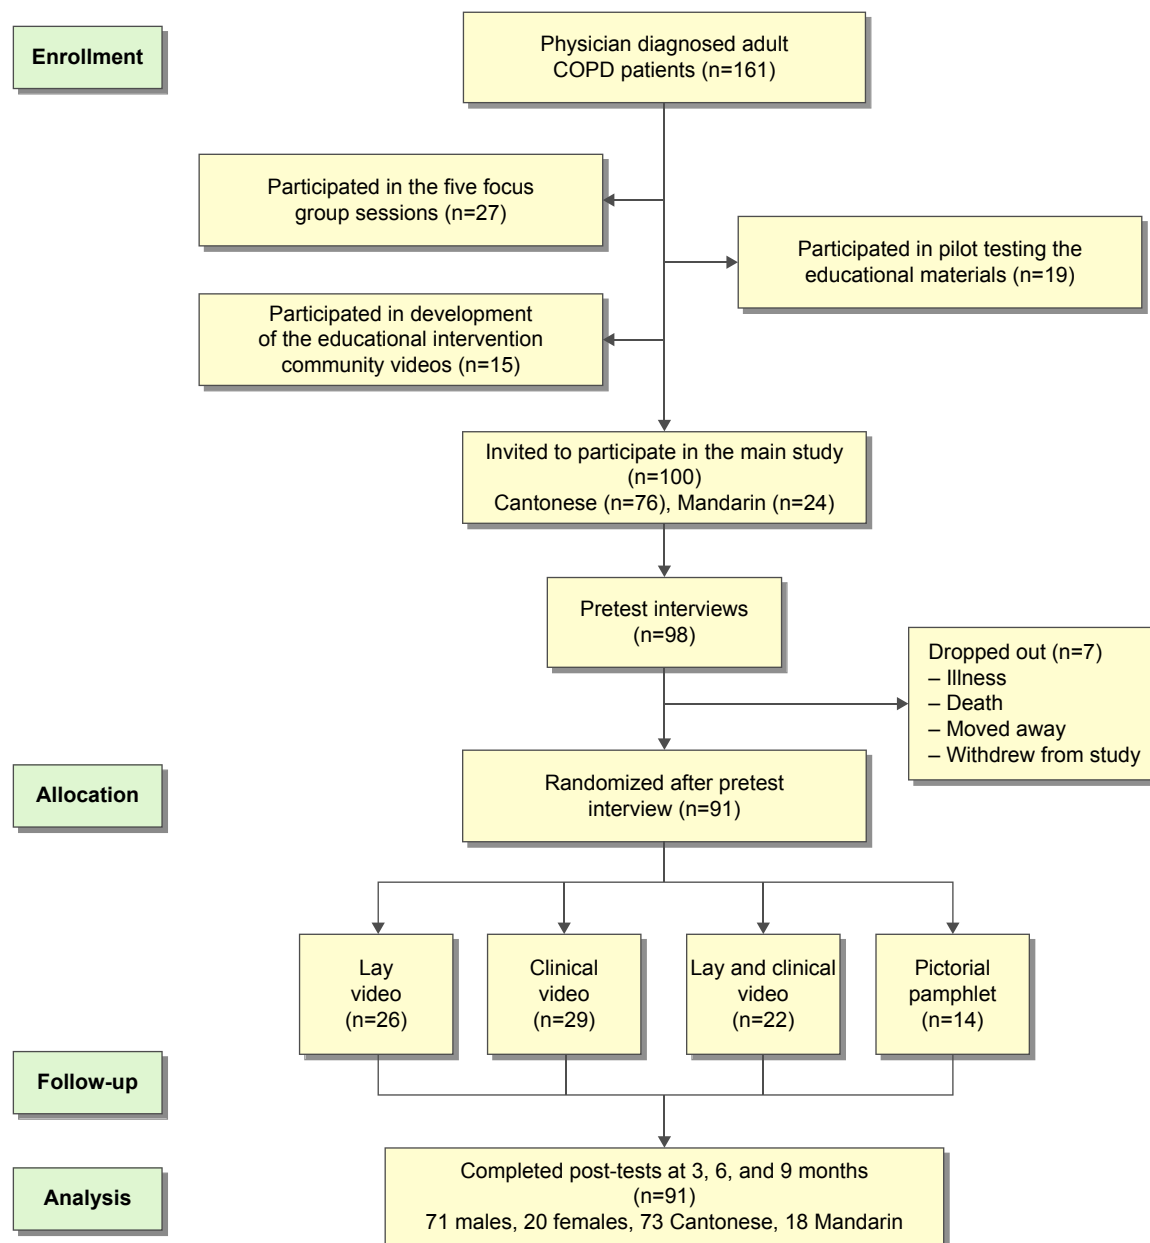 Enrollment
Physician diagnosed adult
COPD patients (n=161)
Participated in the five focus
group sessions (n=27)
Participated in pilot testing the
educational materials (n=19)
Participated in development
of the educational intervention
community videos (n=15)
Invited to participate in the main study
(n=100)
Cantonese (n=76), Mandarin (n=24)
Pretest interviews
(n=98)
Dropped out (n=7)
– Illness
– Death
– Moved away
– Withdrew from study
Allocation
Randomized after pretest
interview (n=91)
Lay
video
(n=26)
Clinical
video
(n=29)
Lay and clinical
video
(n=22)
Pictorial
pamphlet
(n=14)
Follow-up
Analysis
Completed post-tests at 3, 6, and 9 months
(n=91)
71 males, 20 females, 73 Cantonese, 18 Mandarin